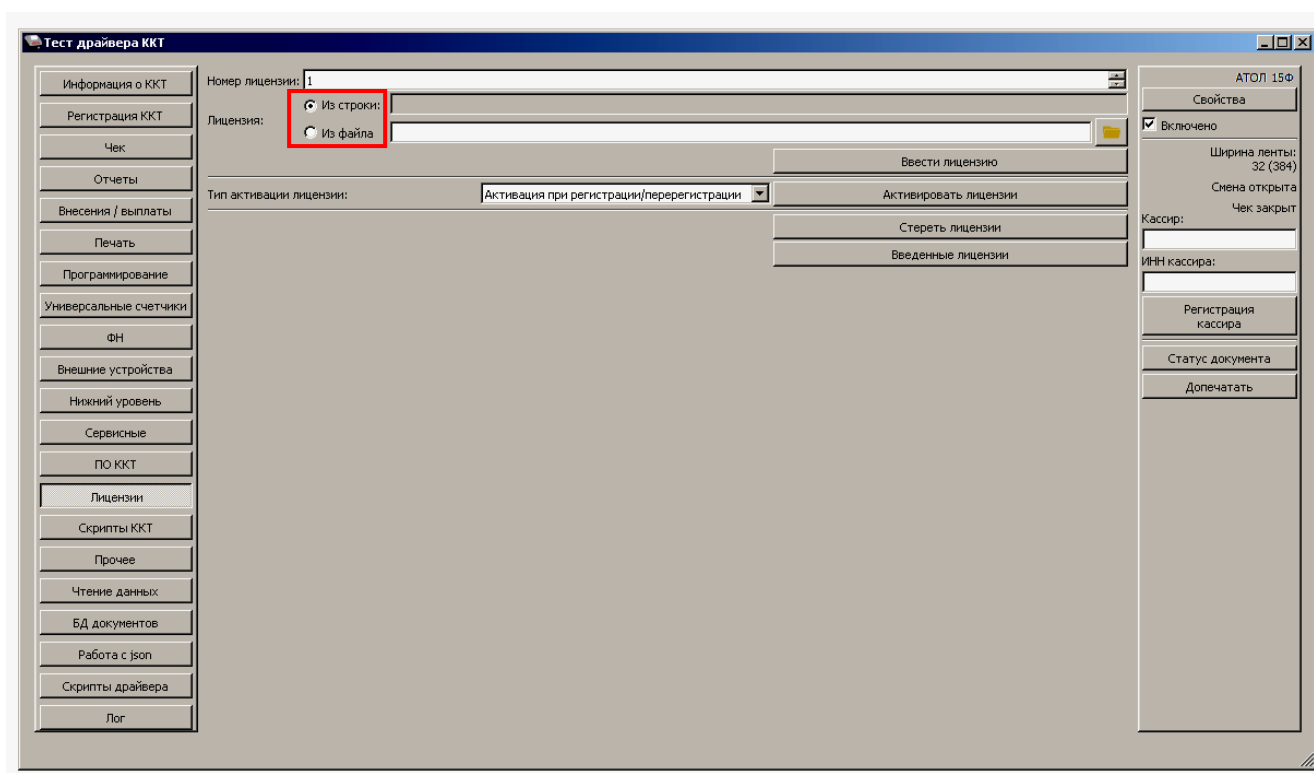 Тест драйвера ККТ
Информация о ККТ
Регистрация ККТ
Чек
Отчеты
Внесения / выплаты
Печать
Программирование
Универсальные счетчики
ФН
Внешние устройства
Нижний уровень
Сервисные
ПО ККТ
Лицензии
Скрипты ККТ
Прочее
Чтение данных
БД документов
Работа с json
Скрипты драйвера
Лог
Номер лицензии: 1
Лицензия:
Из строки:
Из файла
Ввести лицензию
Тип активации лицензии: Активация при регистрации/перерегистрации Активировать лицензии
Стереть лицензии
Введенные лицензии
АТОЛ 15Ф
Свойства
Включено
Ширина ленты:
32 (384)
Смена открыта
Чек закрыт
Кассир:
ИНН кассира:
Регистрация
кассира
Статус документа
Допечатать